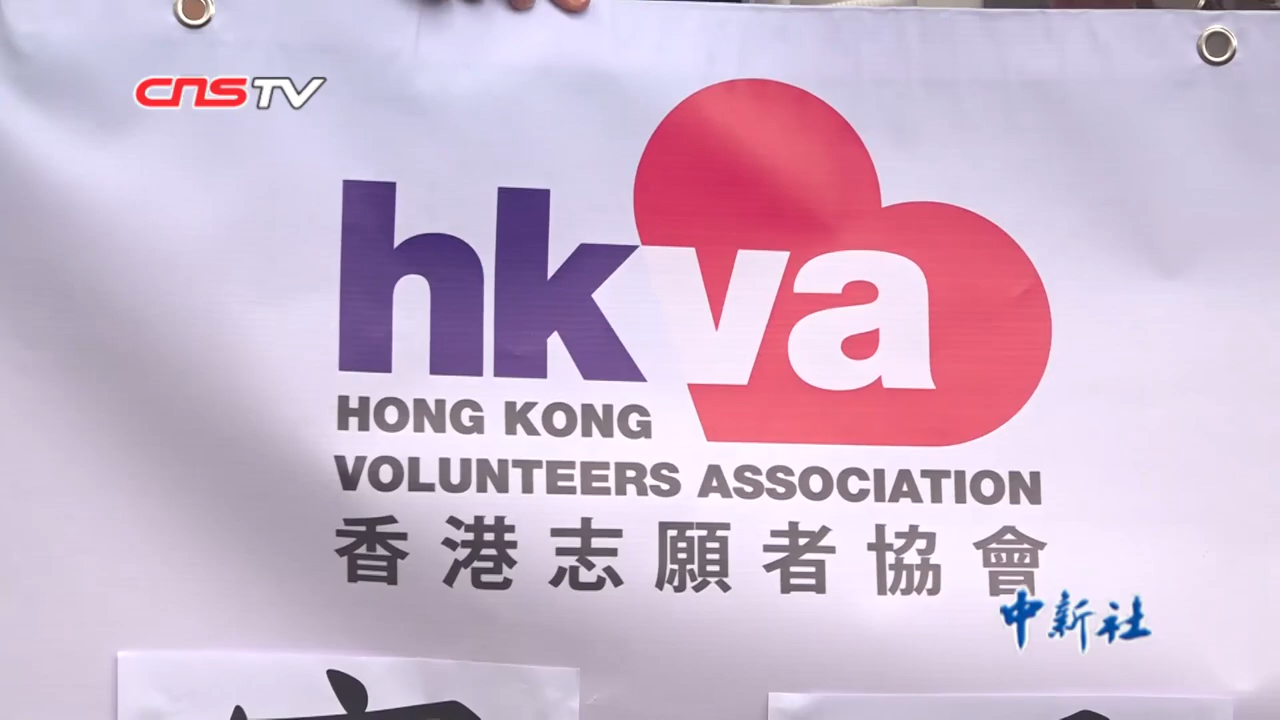 CNSTV
hkva
HONG KONG
VOLUNTEERS ASSOCIATION
香港志願者協會
中新社